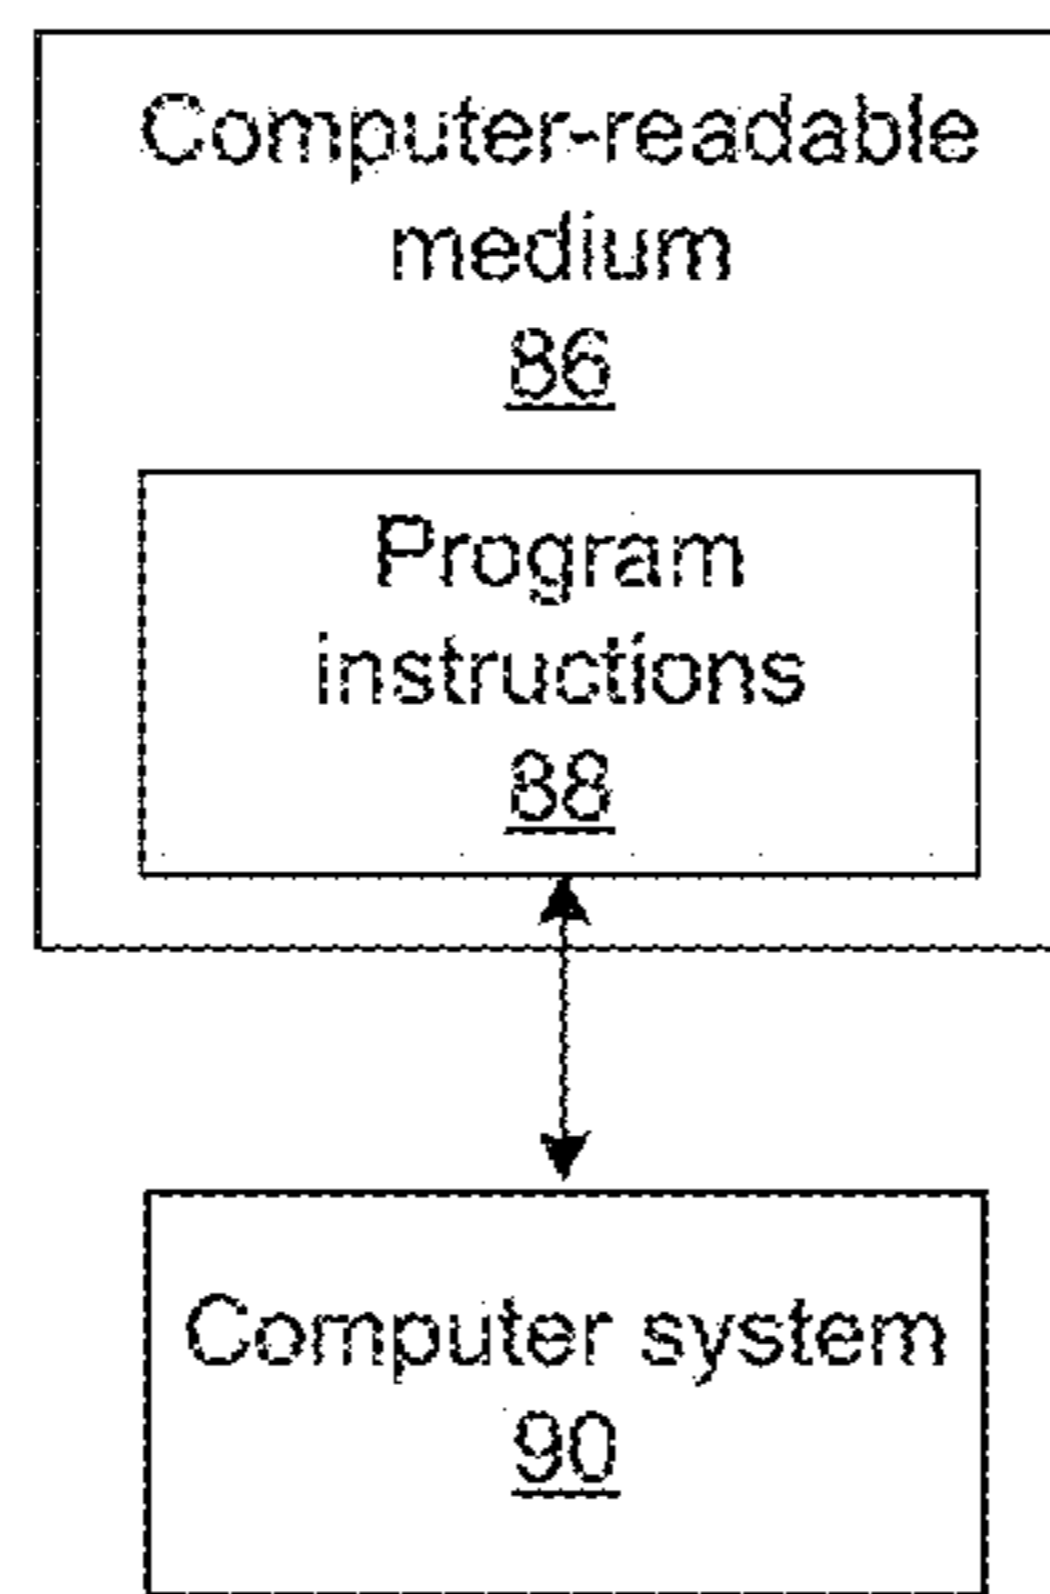 Computer-readable
medium
86
Program
instructions
88
Computer system
90